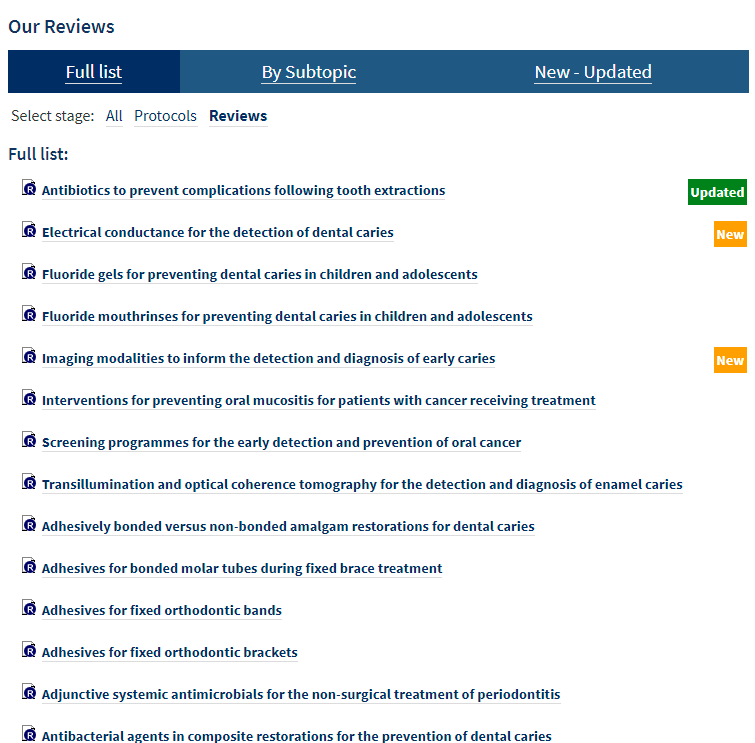 Our Reviews
Full list By Subtopic New - Updated
Select stage: All Protocols Reviews
Full list:
R Antibiotics to prevent complications following tooth extractions Updated
R Electrical conductance for the detection of dental caries New
R Fluoride gels for preventing dental caries in children and adolescents
R Fluoride mouthrinses for preventing dental caries in children and adolescents
R Imaging modalities to inform the detection and diagnosis of early caries New
R Interventions for preventing oral mucositis for patients with cancer receiving treatment
R Screening programmes for the early detection and prevention of oral cancer
R Transillumination and optical coherence tomography for the detection and diagnosis of enamel caries
R Adhesively bonded versus non-bonded amalgam restorations for dental caries
R Adhesives for bonded molar tubes during fixed brace treatment
R Adhesives for fixed orthodontic bands
R Adhesives for fixed orthodontic brackets
R Adjunctive systemic antimicrobials for the non-surgical treatment of periodontitis
R Antibacterial agents in composite restorations for the prevention of dental caries